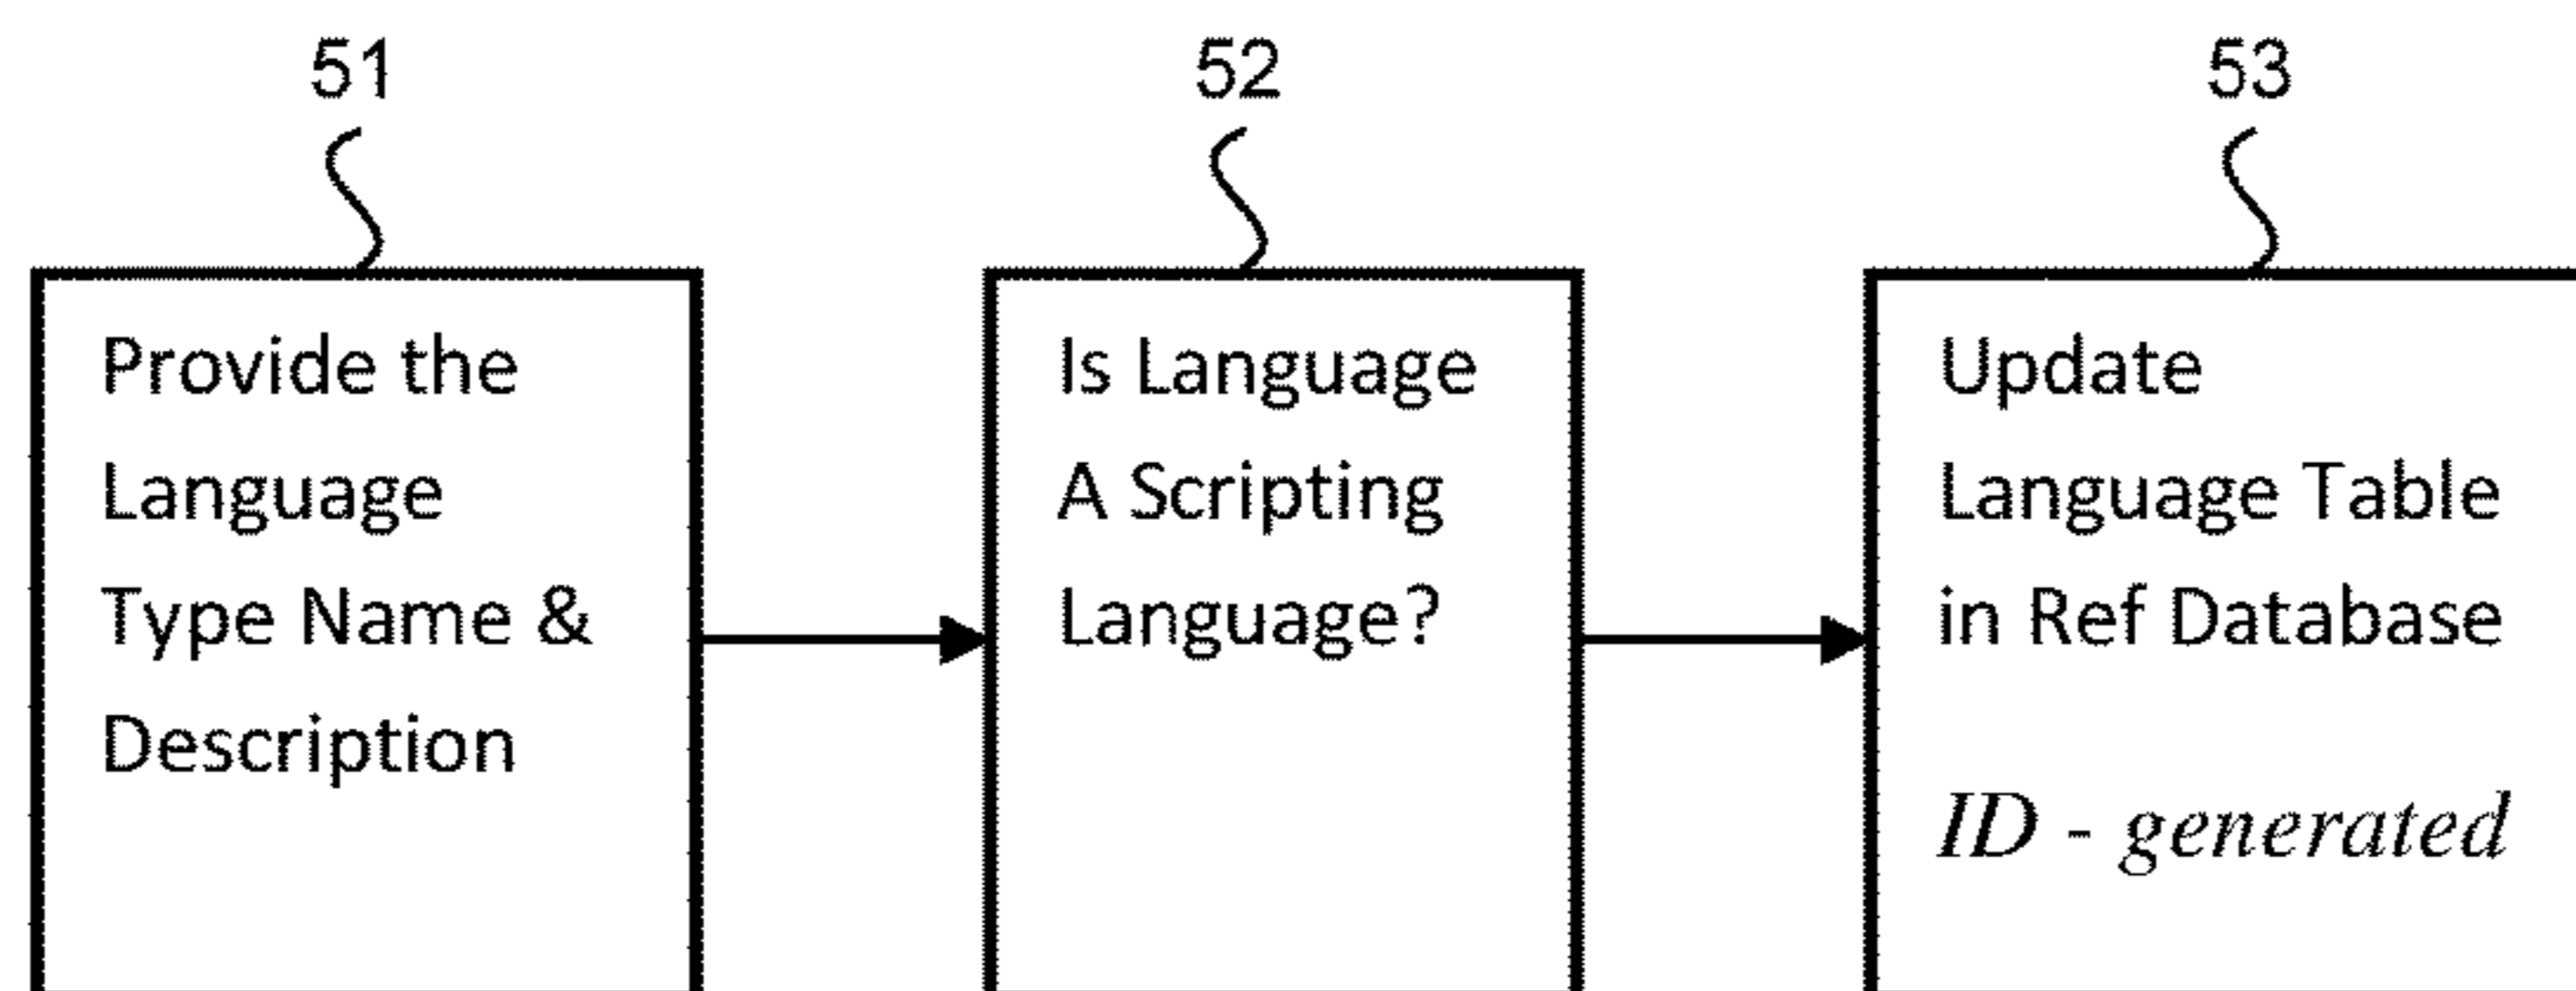 51
52
53
Provide the
Language
Type Name &
Description
Is Language
A Scripting
Language?
Update
Language Table
in Ref Database
ID - generated